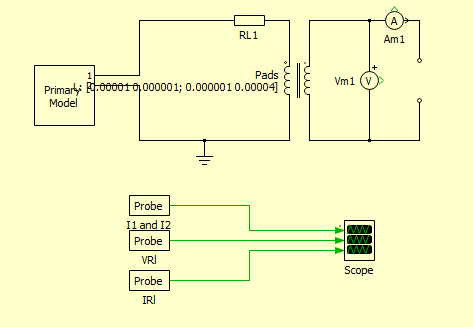 RL1
A
Am1
1
Pads
Primary
L: [0.00001 0.000001; 0.000001 0.00004]
Model
Vm1
V
Probe
I1 and I2
Probe
VRl
Probe
IRl
Scope